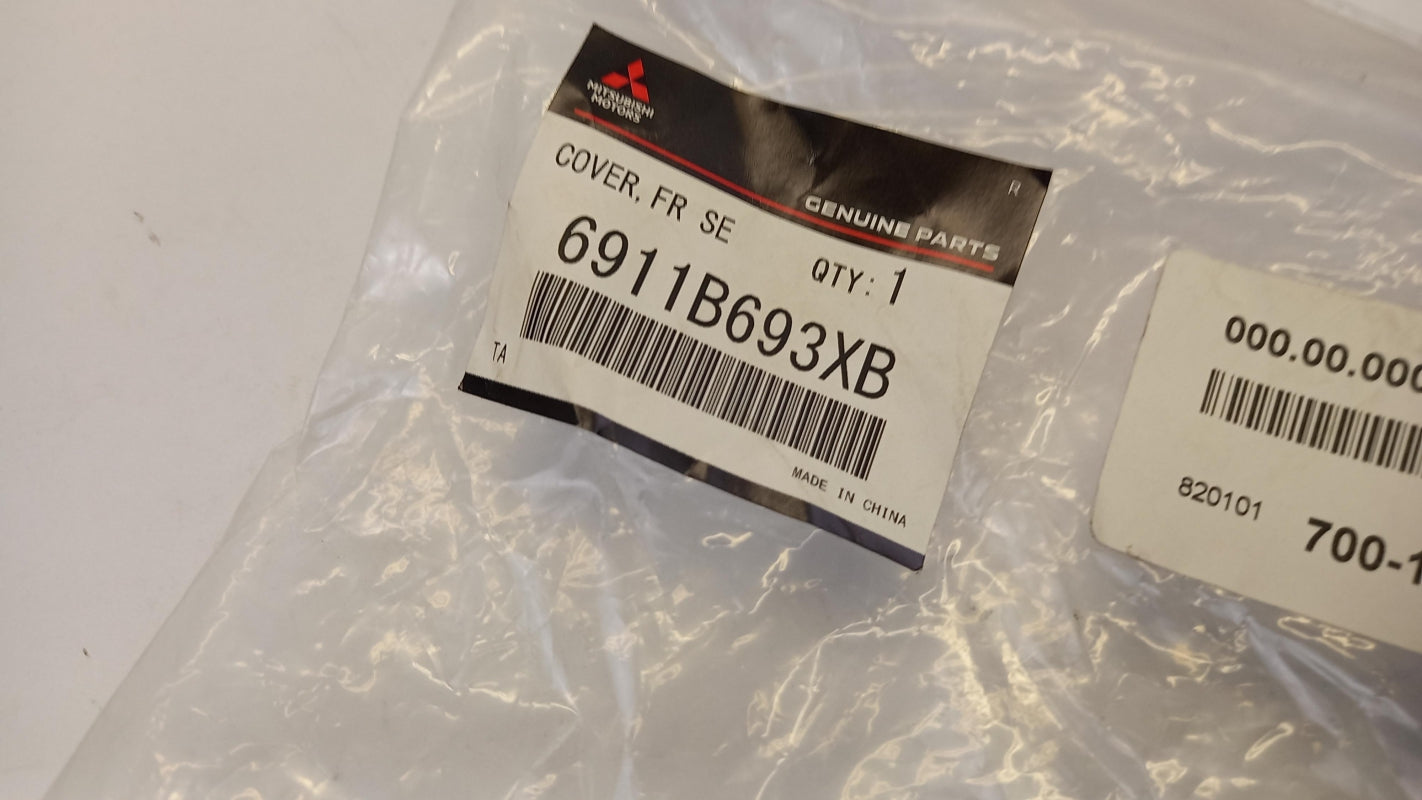 MITSUBISHI
MOTORS
R
GENUINE PARTS
COVER, FR SE
QTY: 1
6911B693XB
TA
MADE IN CHINA
000.00.000
820101
700-1